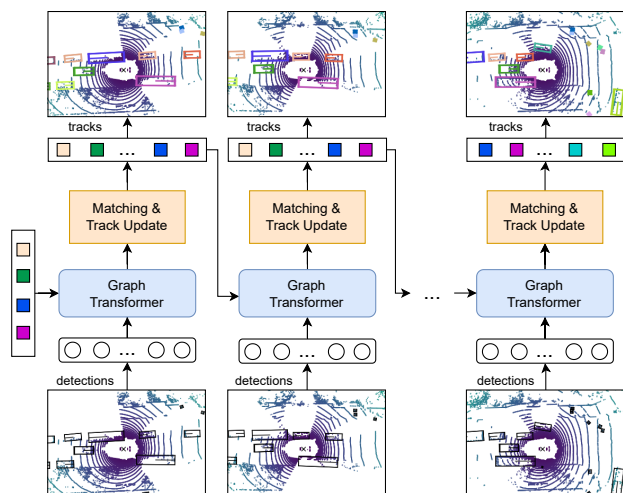 tracks
tracks
tracks
...
...
...
Matching &
Track Update
Matching &
Track Update
Matching &
Track Update
Graph
Transformer
Graph
Transformer
...
Graph
Transformer
...
...
...
detections
detections
detections